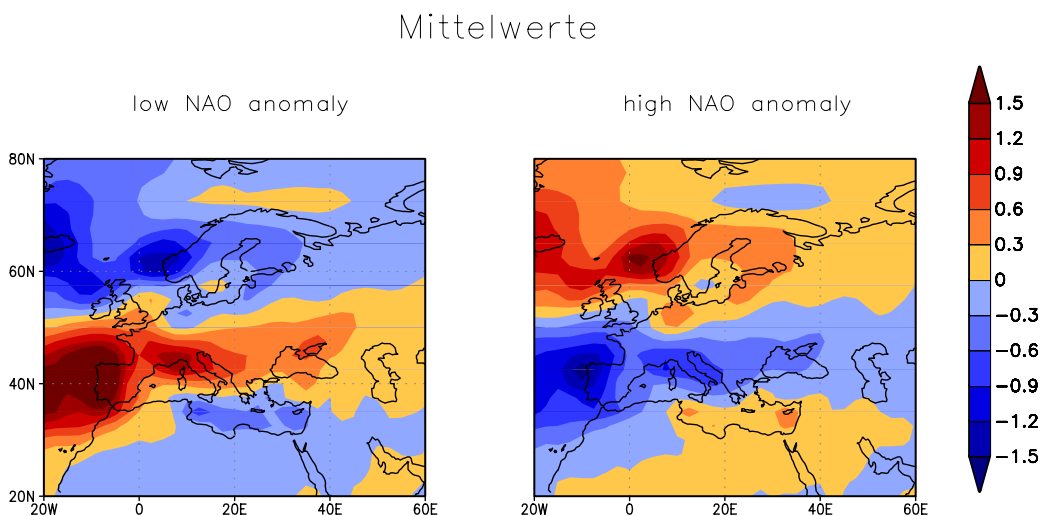 Mittelwerte
low NAO anomaly
high NAO anomaly
80N
60N
40N
20N
20W 0 20E 40E 60E
20W 0 20E 40E 60E
1.5
1.2
0.9
0.6
0.3
0
−0.3
−0.6
−0.9
−1.2
−1.5